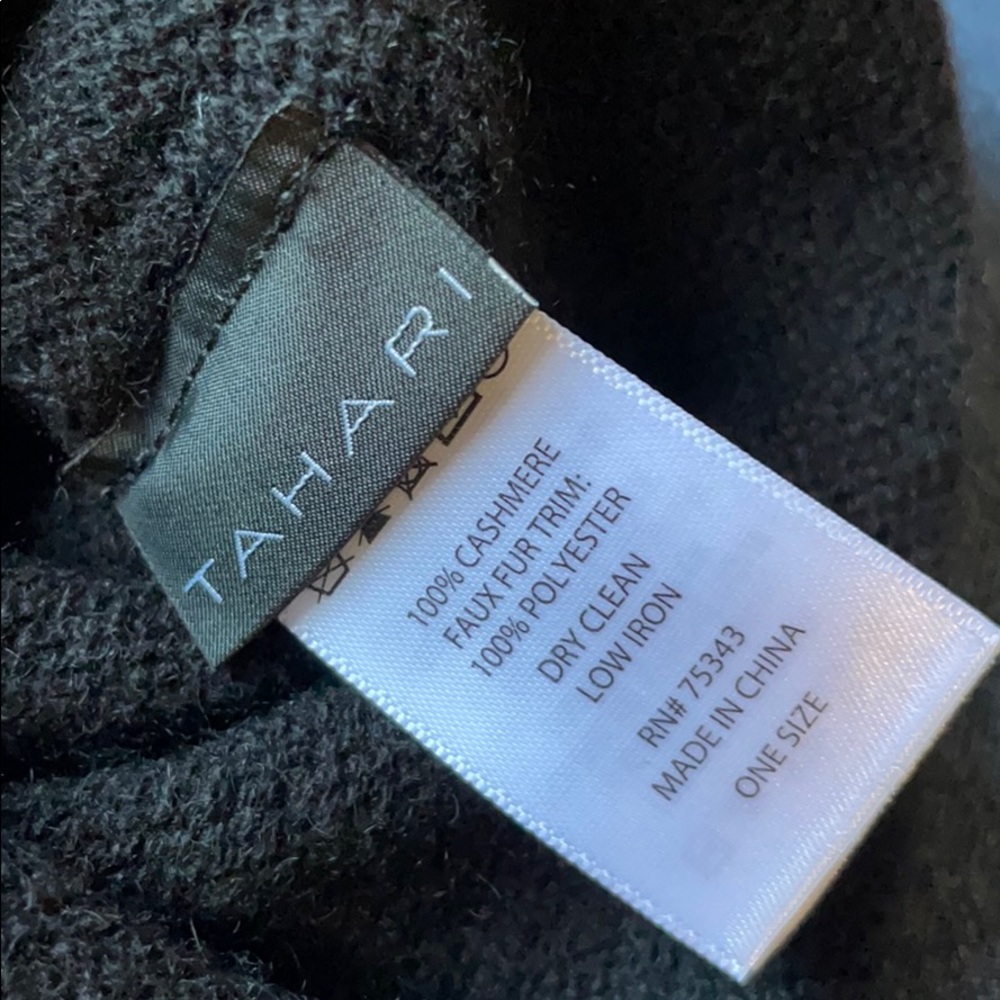 TAHARI
100% CASHMERE
FAUX FUR TRIM:
100% POLYESTER
DRY CLEAN
LOW IRON
RN# 75343
MADE IN CHINA
ONE SIZE